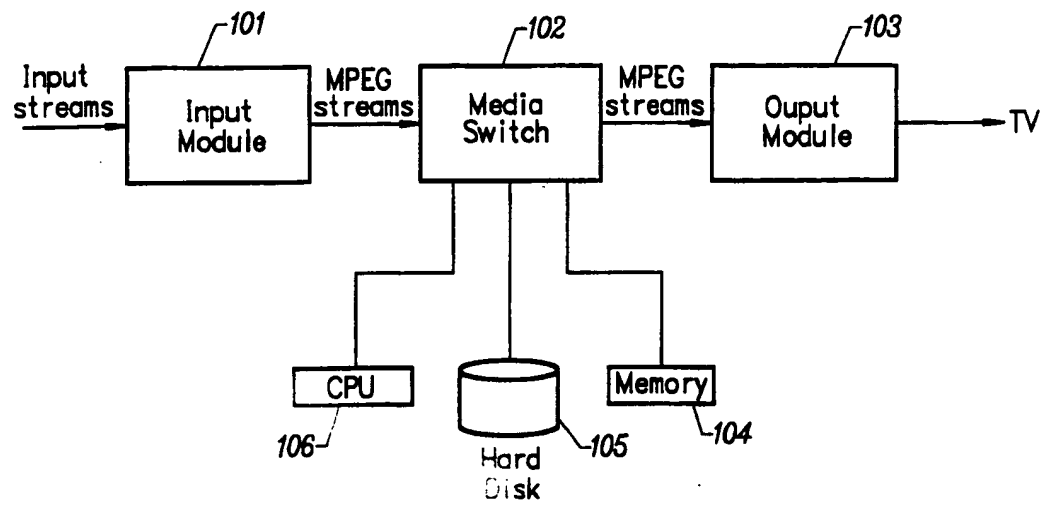 101
102
103
Input
streams
Input
Module
MPEG
streams
Media
Switch
MPEG
streams
Ouput
Module
TV
CPU
106
105
Hard
Disk
Memory
104